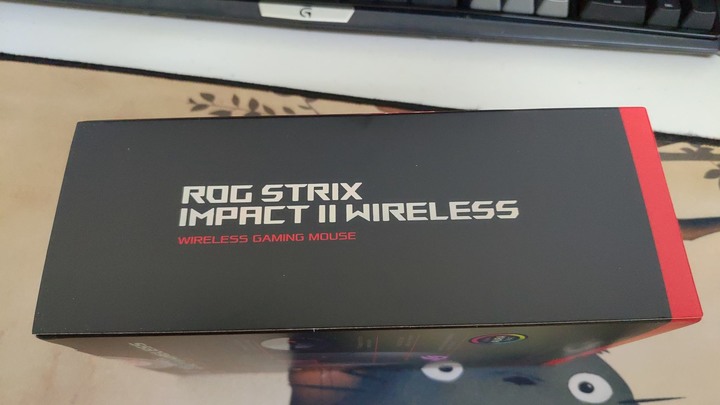 ROG STRIX
IMPACT II WIRELESS
WIRELESS GAMING MOUSE